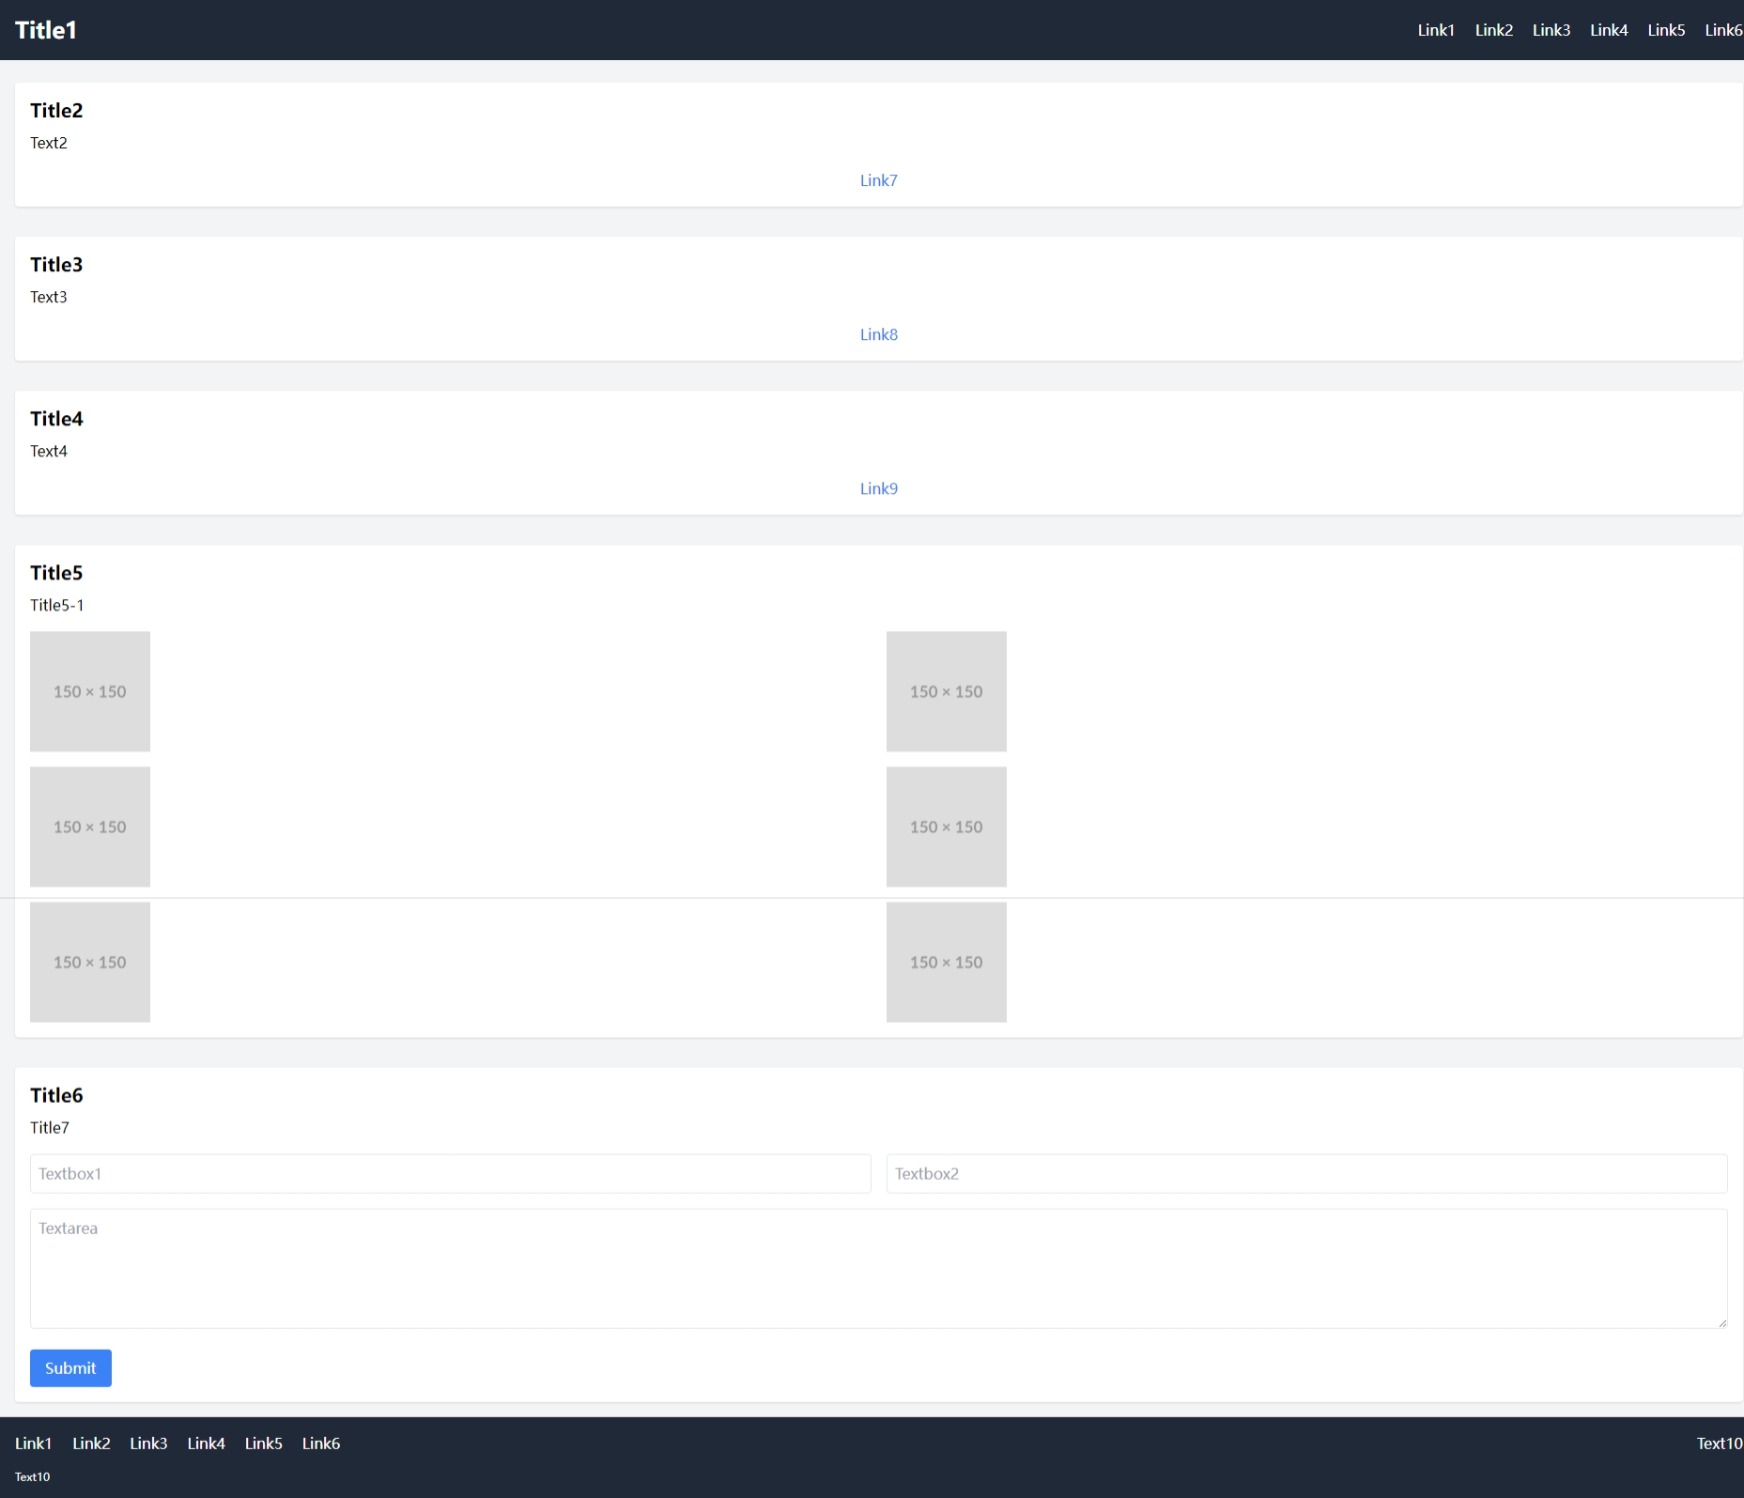 Title1
Link1 Link2 Link3 Link4 Link5 Link6
Title2
Text2
Link7
Title3
Text3
Link8
Title4
Text4
Link9
Title5
Title5-1
150 × 150 150 × 150
150 × 150 150 × 150
150 × 150 150 × 150
Title6
Title7
Textbox1 Textbox2
Textarea
Submit
Link1 Link2 Link3 Link4 Link5 Link6 Text10
Text10